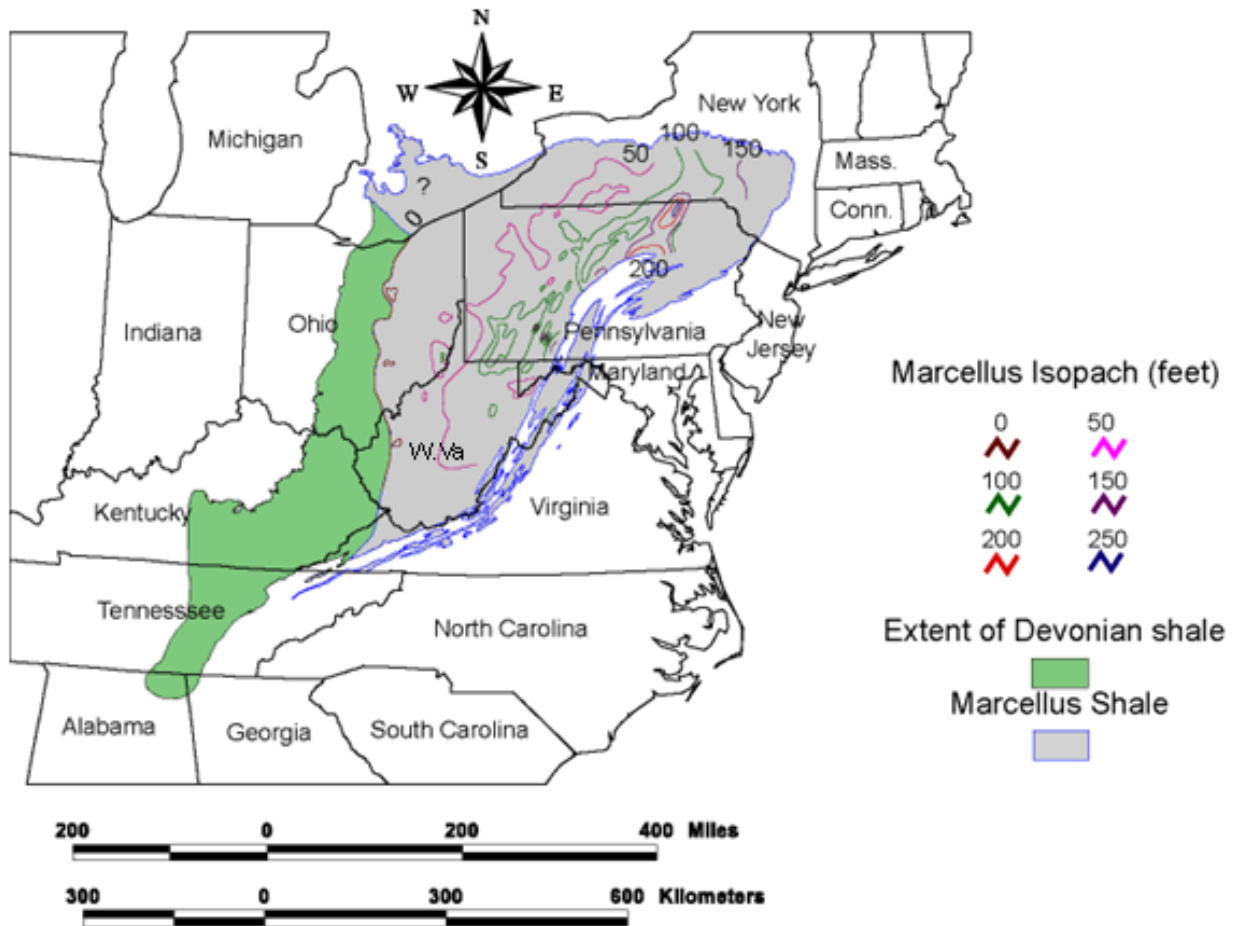 N
W
E
S
Michigan
New York
Mass.
Conn.
50
100
150
?
0
200
Indiana
Ohio
Pennsylvania
New
Jersey
Maryland
W.Va
Virginia
Kentucky
Tennesssee
North Carolina
Alabama
Georgia
South Carolina
Marcellus Isopach (feet)
0 50
100 150
200 250
Extent of Devonian shale
Marcellus Shale
200 0 200 400 Miles
300 0 300 600 Kilometers